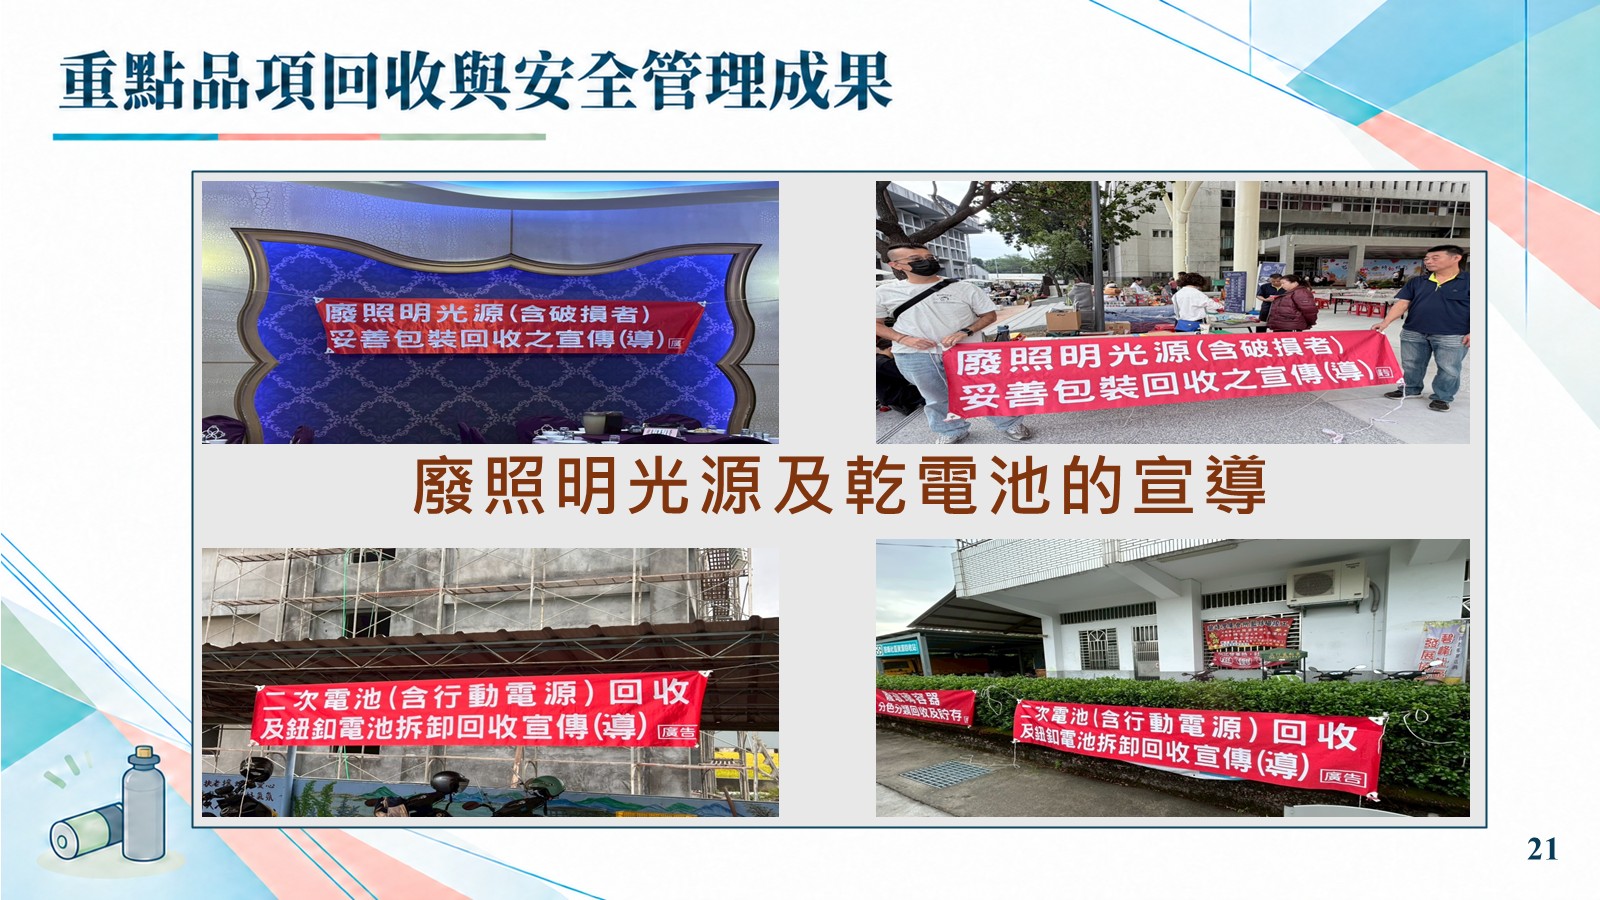 重點品項回收與安全管理成果
廢照明光源(含破損者)
妥善包裝回收之宣傳(導)
廢照明光源(含破損者)
妥善包裝回收之宣傳(導)
廢照明光源及乾電池的宣導
二次電池(含行動電源)回收
及鈕釦電池拆卸回收宣傳(導) 廣告
容器
分色分類回收及貯存
二次電池(含行動電源)回收
及鈕釦電池拆卸回收宣傳(導) 廣告
21